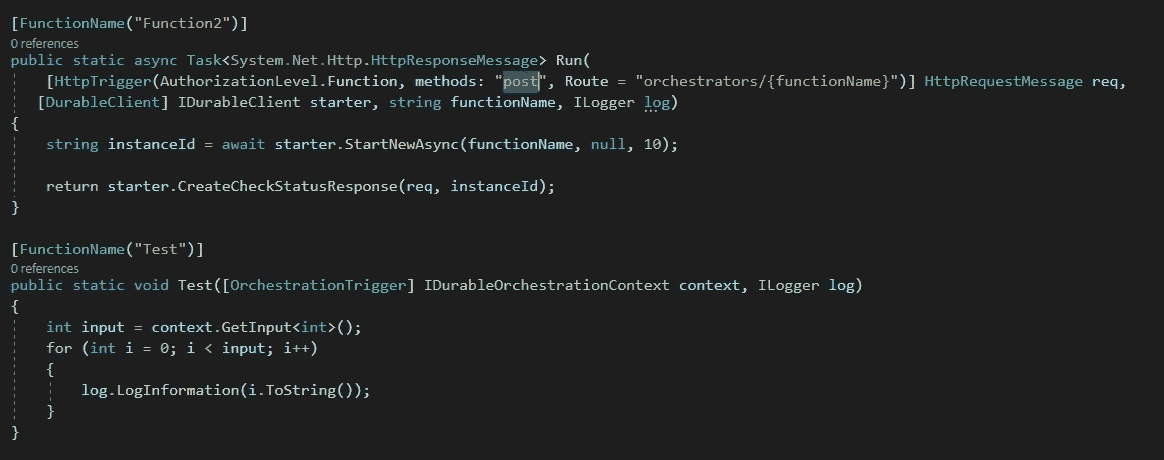 [FunctionName("Function2")]
0 references
public static async Task<System.Net.Http.HttpResponseMessage> Run(
[HttpTrigger(AuthorizationLevel.Function, methods: "post", Route = "orchestrators/{functionName}")] HttpRequestMessage req,
[DurableClient] IDurableClient starter, string functionName, ILogger log)
{
string instanceId = await starter.StartNewAsync(functionName, null, 10);
return starter.CreateCheckStatusResponse(req, instanceId);
}
[FunctionName("Test")]
0 references
public static void Test([OrchestrationTrigger] IDurableOrchestrationContext context, ILogger log)
{
int input = context.GetInput<int>();
for (int i = 0; i < input; i++)
{
log.LogInformation(i.ToString());
}
}